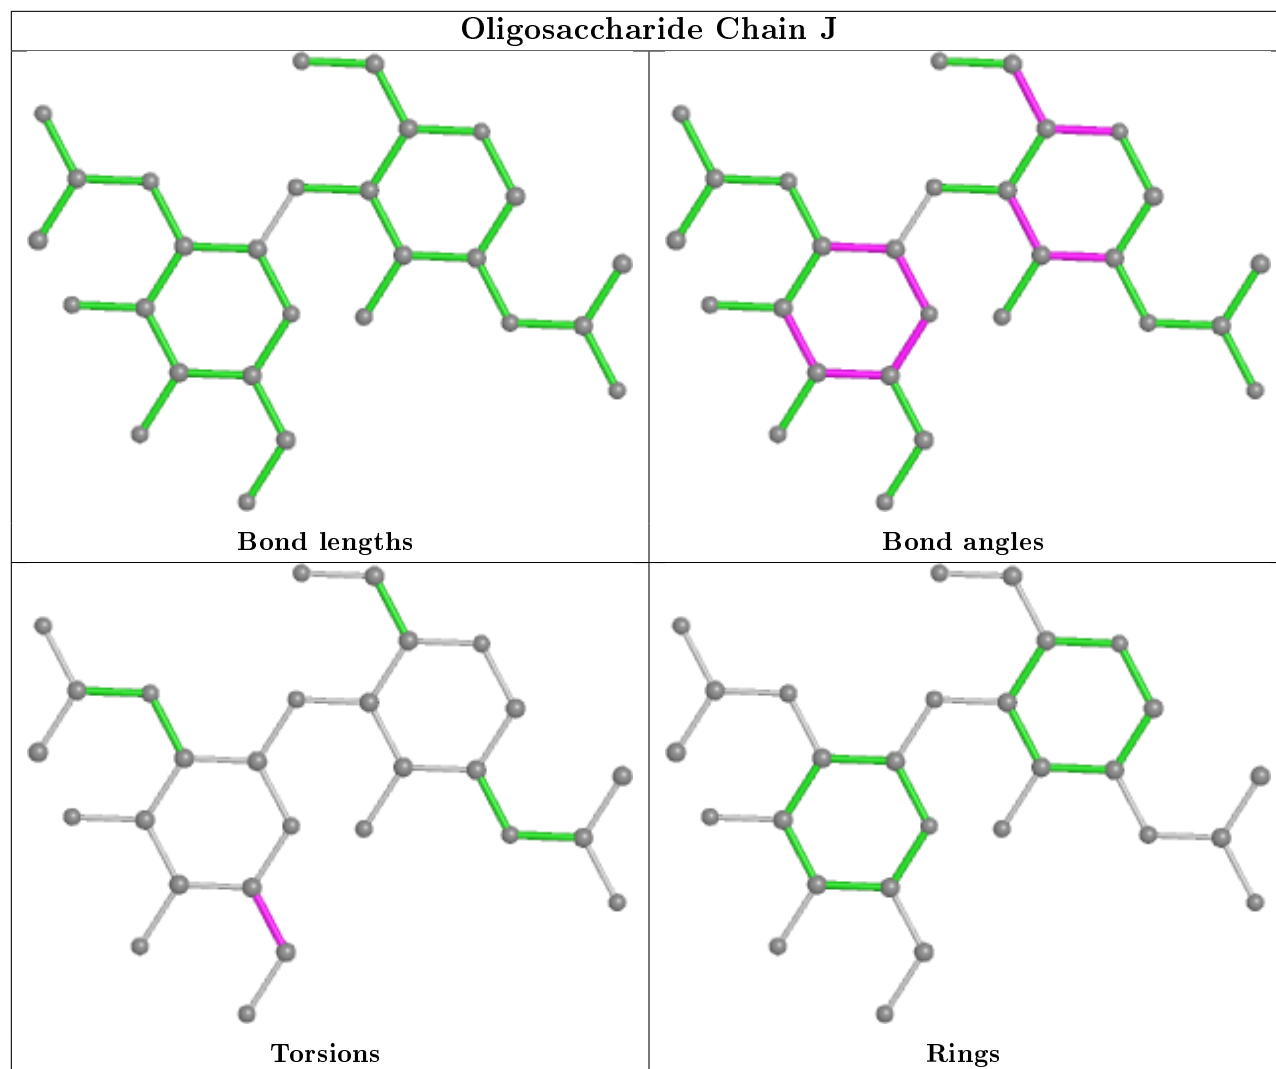 Oligosaccharide Chain J
Bond lengths
Bond angles
Torsions
Rings